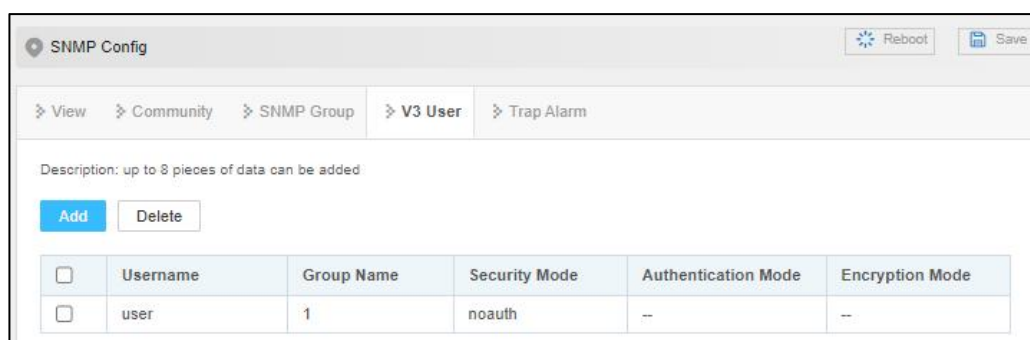 SNMP Config Reboot Save
View Community SNMP Group V3 User Trap Alarm
Description: up to 8 pieces of data can be added
Add Delete
Username Group Name Security Mode Authentication Mode Encryption Mode
user 1 noauth -- --